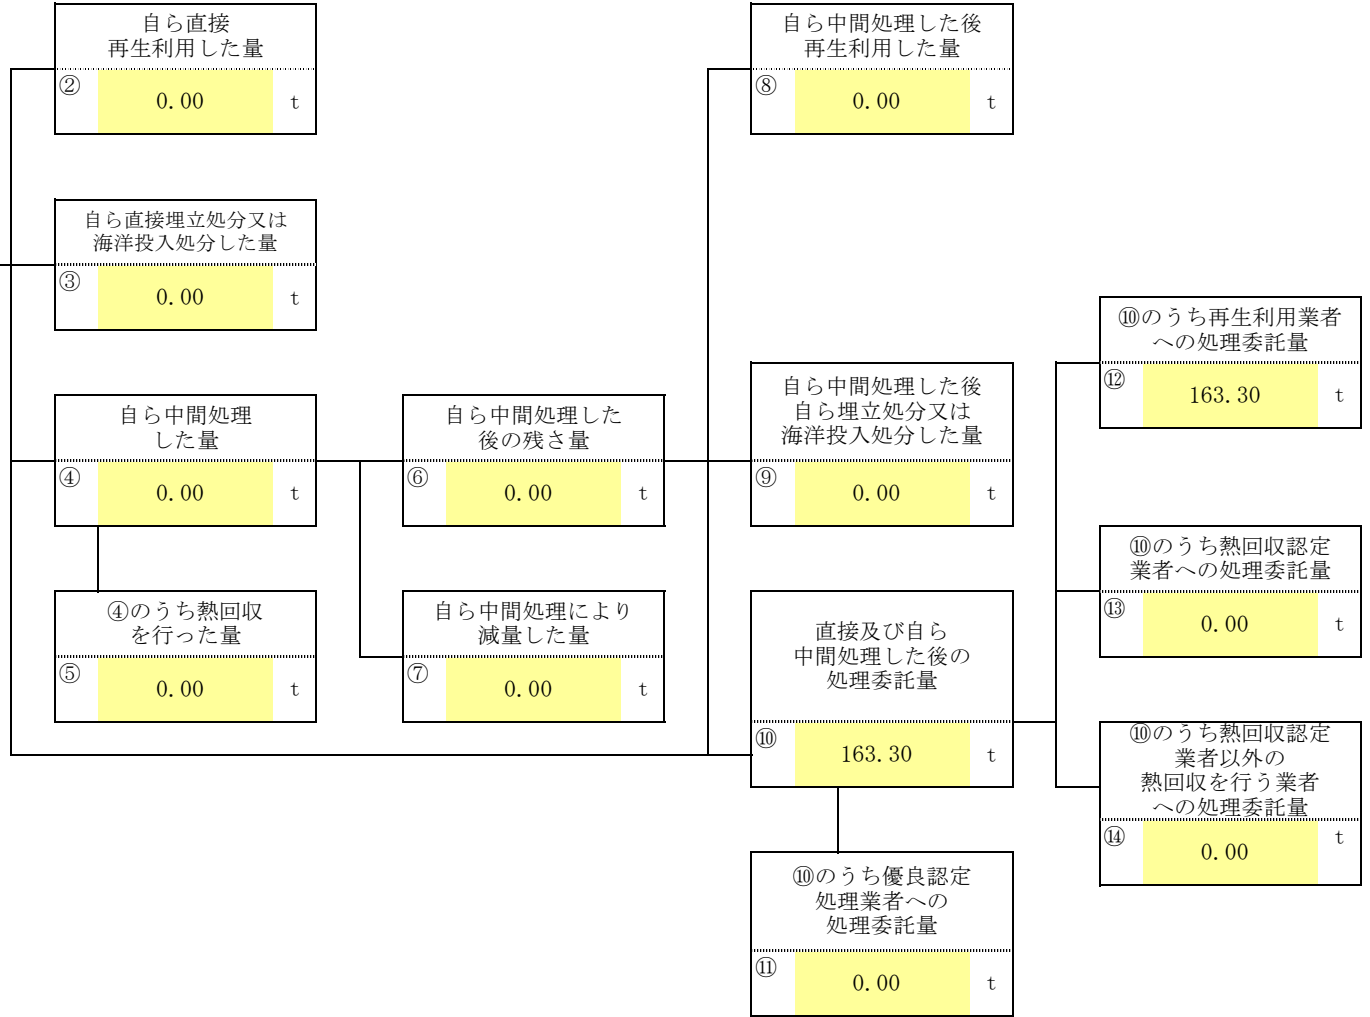 自ら直接
再生利用した量
②
0.00
t
自ら直接埋立処分又は
海洋投入処分した量
③
0.00
t
自ら中間処理
した量
④
0.00
t
④のうち熱回収
を行った量
⑤
0.00
t
自ら中間処理した
後の残さ量
⑥
0.00
t
自ら中間処理により
減量した量
⑦
0.00
t
自ら中間処理した後
再生利用した量
⑧
0.00
t
自ら中間処理した後
自ら埋立処分又は
海洋投入処分した量
⑨
0.00
t
直接及び自ら
中間処理した後の
処理委託量
⑩
163.30
t
⑩のうち優良認定
処理業者への
処理委託量
⑪
0.00
t
⑩のうち再生利用業者
への処理委託量
⑫
163.30
t
⑩のうち熱回収認定
業者への処理委託量
⑬
0.00
t
⑩のうち熱回収認定
業者以外の
熱回収を行う業者
への処理委託量
⑭
0.00
t